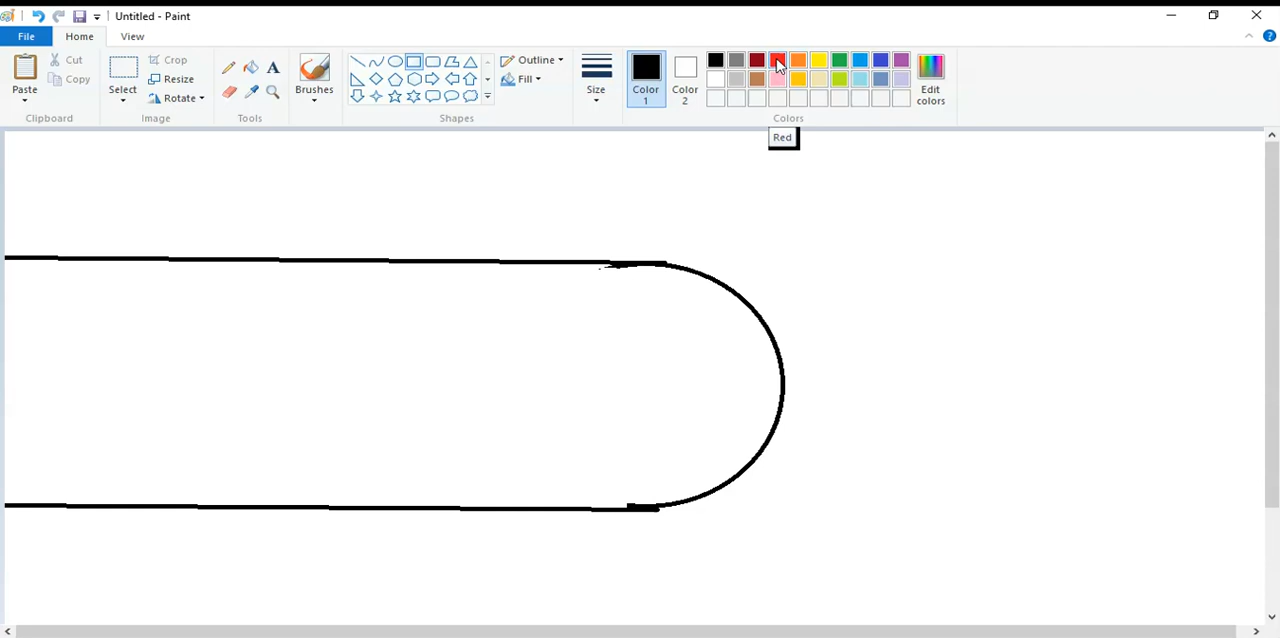 Untitled - Paint
File
Home
View
Paste
Cut
Copy
Clipboard
Select
Crop
Resize
Rotate
Image
A
Tools
Brushes
Outline
Fill
Shapes
Size
Color 1
Color 2
Edit colors
Colors
Red